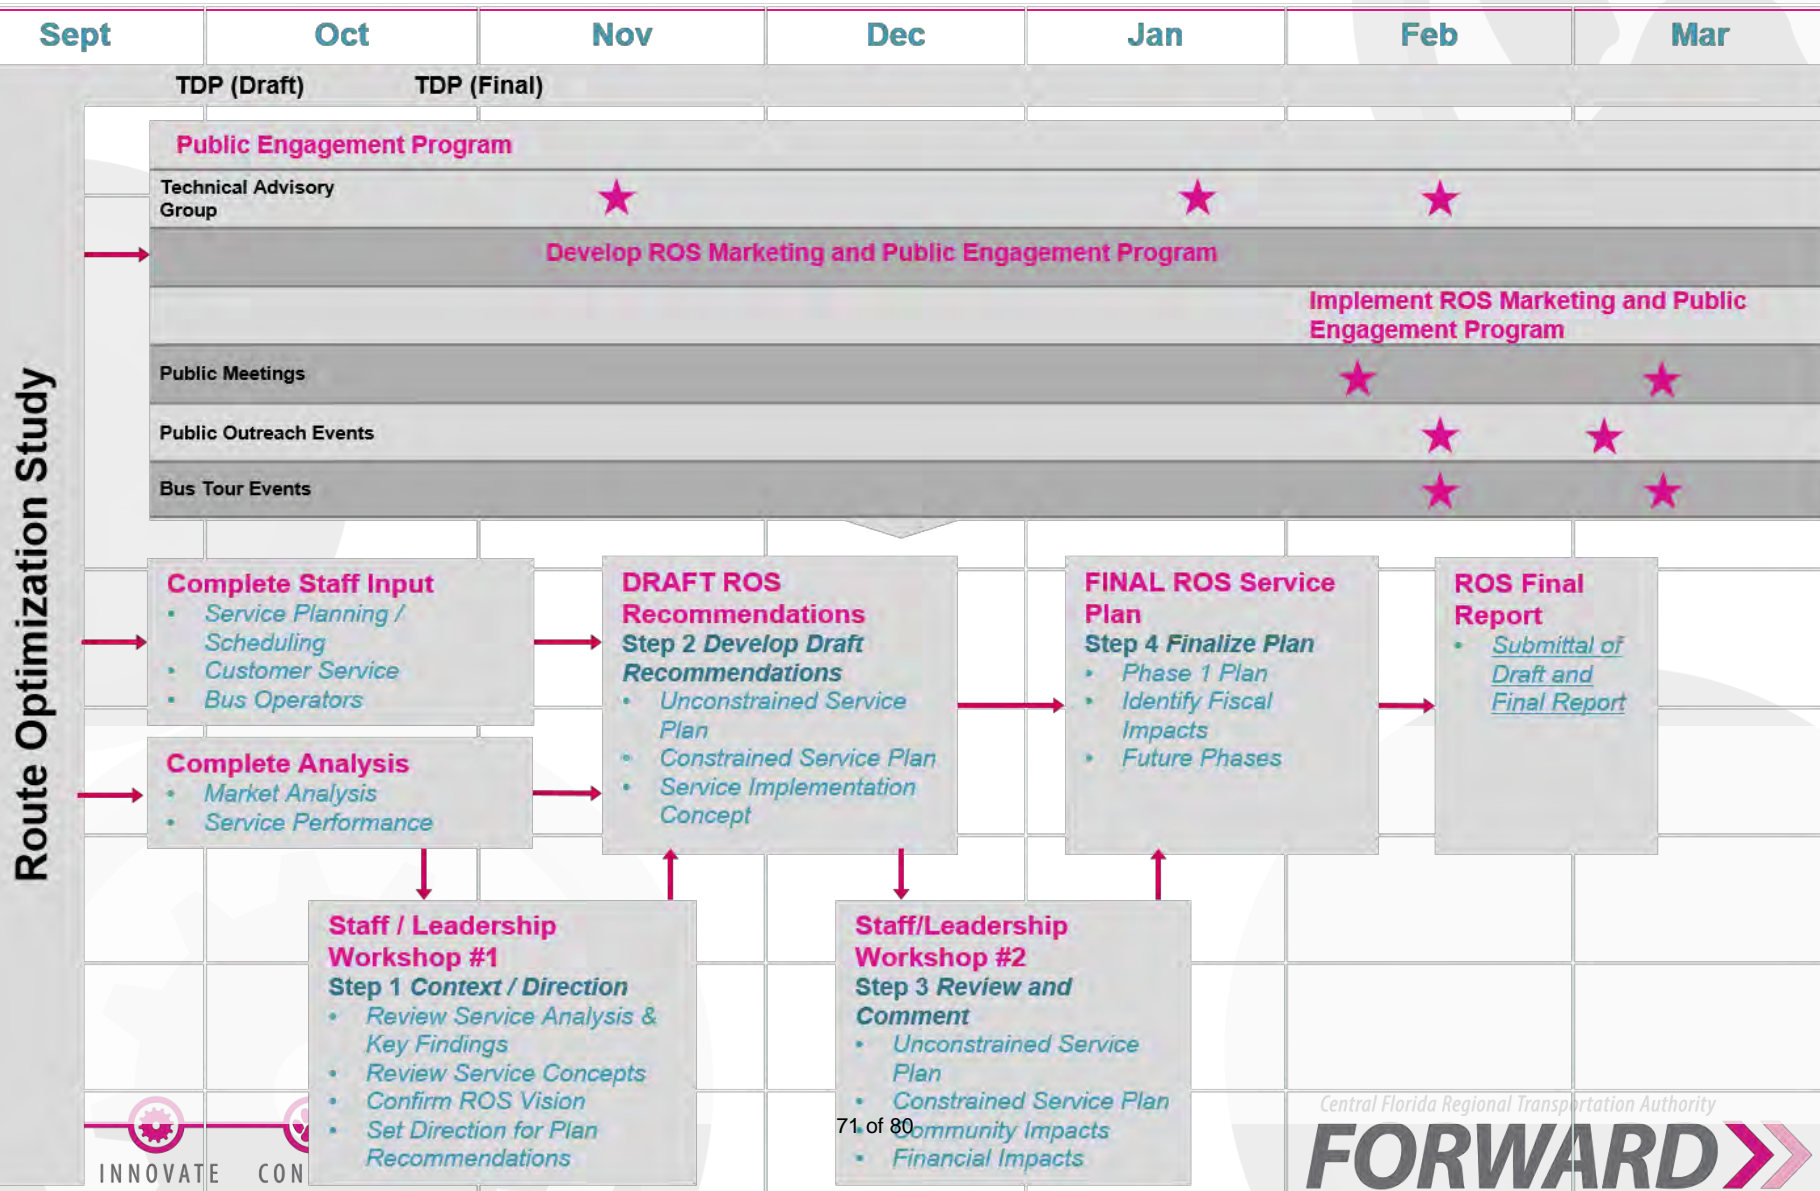 Sept Oct Nov Dec Jan Feb Mar
TDP (Draft) TDP (Final)
Route Optimization Study
Public Engagement Program
Technical Advisory
Group
Develop ROS Marketing and Public Engagement Program
Implement ROS Marketing and Public
Engagement Program
Public Meetings
Public Outreach Events
Bus Tour Events
Complete Staff Input
• Service Planning /
Scheduling
• Customer Service
• Bus Operators
Complete Analysis
• Market Analysis
• Service Performance
DRAFT ROS
Recommendations
Step 2 Develop Draft
Recommendations
• Unconstrained Service
Plan
• Constrained Service Plan
• Service Implementation
Concept
FINAL ROS Service
Plan
Step 4 Finalize Plan
• Phase 1 Plan
• Identify Fiscal
Impacts
• Future Phases
ROS Final
Report
• Submittal of
Draft and
Final Report
Staff / Leadership
Workshop #1
Step 1 Context / Direction
• Review Service Analysis &
Key Findings
• Review Service Concepts
• Confirm ROS Vision
• Set Direction for Plan
Recommendations
Staff/Leadership
Workshop #2
Step 3 Review and
Comment
• Unconstrained Service
Plan
• Constrained Service Plan
• Community Impacts
• Financial Impacts
71 of 80
INNOVATE CON
Central Florida Regional Transportation Authority
FORWARD